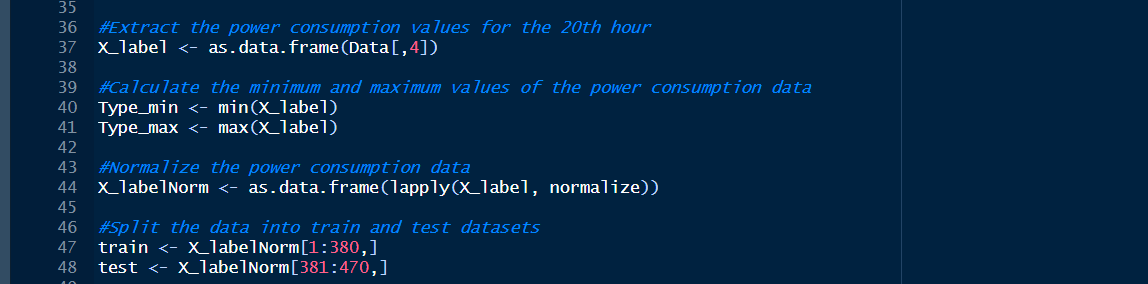 35
36 #Extract the power consumption values for the 20th hour
37 X_label <- as.data.frame(Data[,4])
38
39 #Calculate the minimum and maximum values of the power consumption data
40 Type_min <- min(X_label)
41 Type_max <- max(X_label)
42
43 #Normalize the power consumption data
44 X_labelNorm <- as.data.frame(lapply(X_label, normalize))
45
46 #Split the data into train and test datasets
47 train <- X_labelNorm[1:380,]
48 test <- X_labelNorm[381:470,]